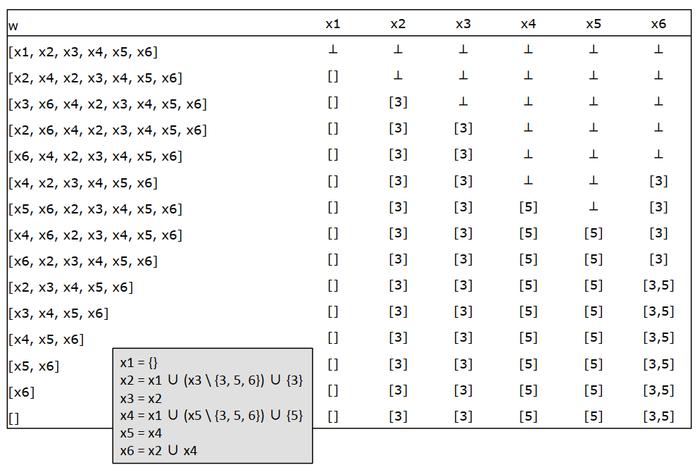 w x1 x2 x3 x4 x5 x6
[x1, x2, x3, x4, x5, x6] ⊥ ⊥ ⊥ ⊥ ⊥ ⊥
[x2, x4, x2, x3, x4, x5, x6] [] ⊥ ⊥ ⊥ ⊥ ⊥
[x3, x6, x4, x2, x3, x4, x5, x6] [] [3] ⊥ ⊥ ⊥ ⊥
[x2, x6, x4, x2, x3, x4, x5, x6] [] [3] [3] ⊥ ⊥ ⊥
[x6, x4, x2, x3, x4, x5, x6] [] [3] [3] ⊥ ⊥ ⊥
[x4, x2, x3, x4, x5, x6] [] [3] [3] ⊥ ⊥ [3]
[x5, x6, x2, x3, x4, x5, x6] [] [3] [3] [5] ⊥ [3]
[x4, x6, x2, x3, x4, x5, x6] [] [3] [3] [5] [5] [3]
[x6, x2, x3, x4, x5, x6] [] [3] [3] [5] [5] [3]
[x2, x3, x4, x5, x6] [] [3] [3] [5] [5] [3,5]
[x3, x4, x5, x6] [] [3] [3] [5] [5] [3,5]
[x4, x5, x6] [] [3] [3] [5] [5] [3,5]
[x5, x6] [] [3] [3] [5] [5] [3,5]
[x6] [] [3] [3] [5] [5] [3,5]
[] [] [3] [3] [5] [5] [3,5]
x1 = {}
x2 = x1 ∪ (x3 \ {3, 5, 6}) ∪ {3}
x3 = x2
x4 = x1 ∪ (x5 \ {3, 5, 6}) ∪ {5}
x5 = x4
x6 = x2 ∪ x4